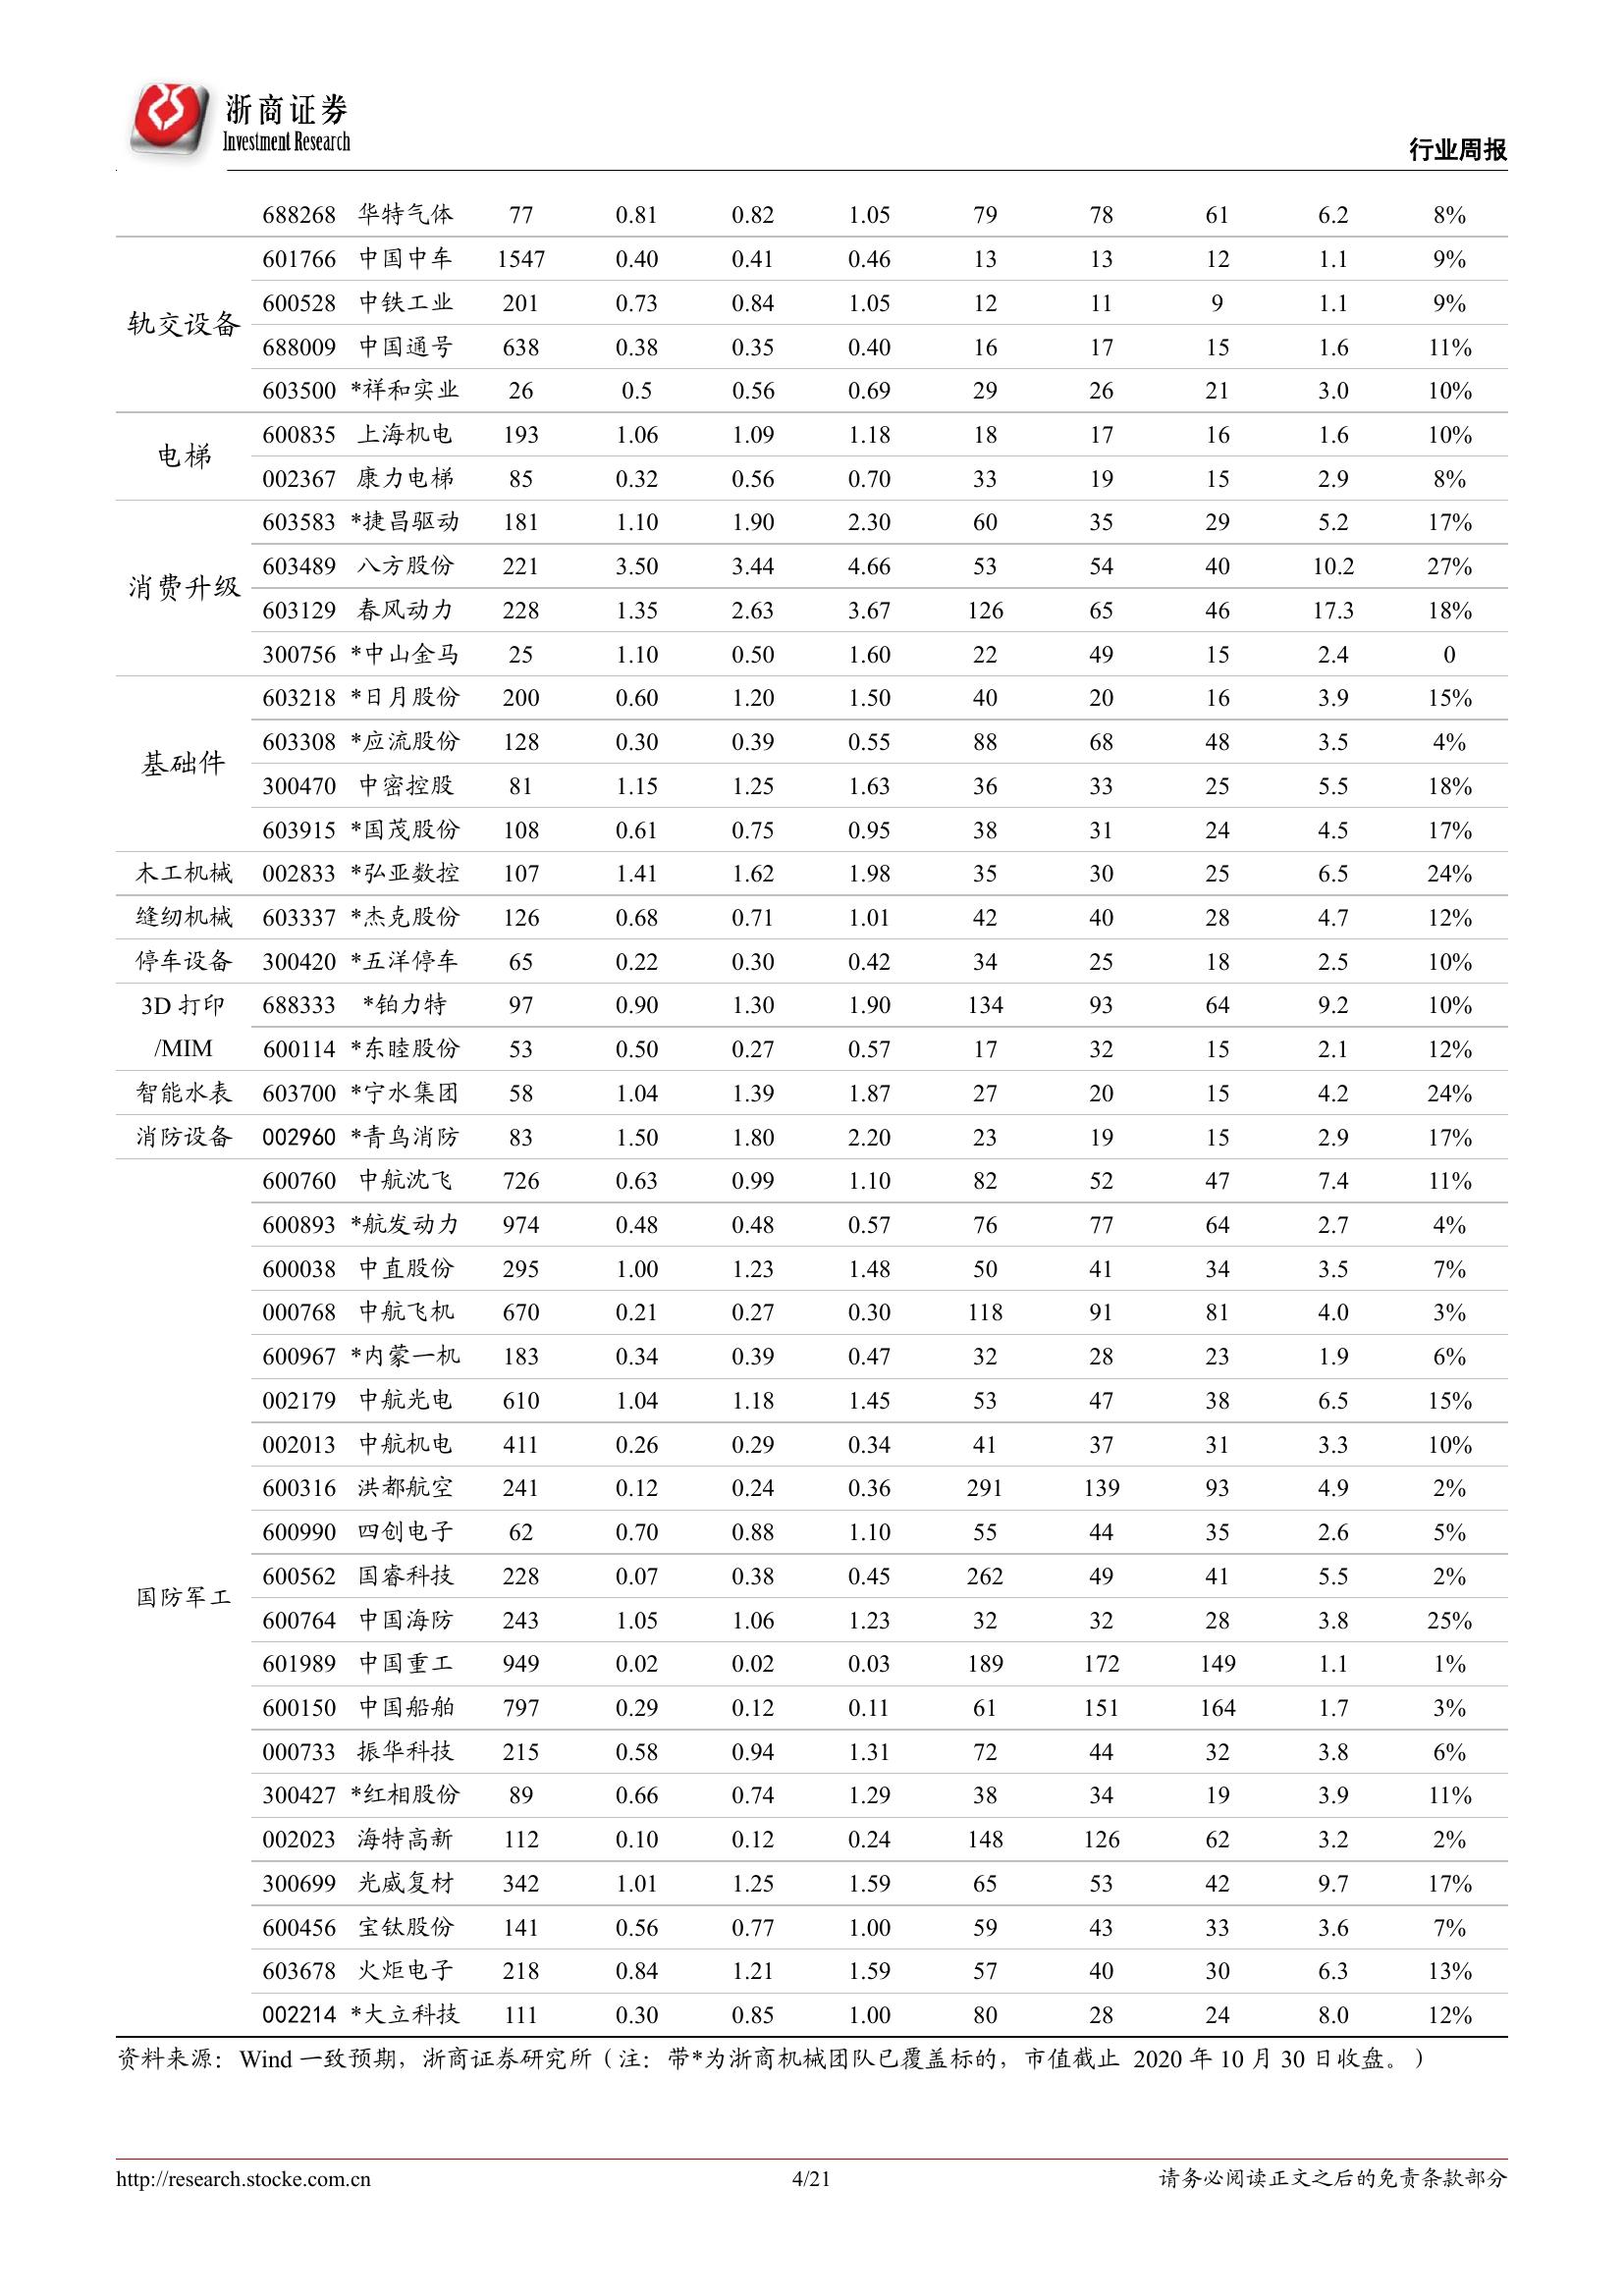 浙商证券
Investment Research
行业周报
688268 华特气体 77 0.81 0.82 1.05 79 78 61 6.2 8%
轨交设备
601766 中国中车 1547 0.40 0.41 0.46 13 13 12 1.1 9%
600528 中铁工业 201 0.73 0.84 1.05 12 11 9 1.1 9%
688009 中国通号 638 0.38 0.35 0.40 16 17 15 1.6 11%
603500 *祥和实业 26 0.5 0.56 0.69 29 26 21 3.0 10%
电梯
600835 上海机电 193 1.06 1.09 1.18 18 17 16 1.6 10%
002367 康力电梯 85 0.32 0.56 0.70 33 19 15 2.9 8%
消费升级
603583 *捷昌驱动 181 1.10 1.90 2.30 60 35 29 5.2 17%
603489 八方股份 221 3.50 3.44 4.66 53 54 40 10.2 27%
603129 春风动力 228 1.35 2.63 3.67 126 65 46 17.3 18%
300756 *中山金马 25 1.10 0.50 1.60 22 49 15 2.4 0
基础件
603218 *日月股份 200 0.60 1.20 1.50 40 20 16 3.9 15%
603308 *应流股份 128 0.30 0.39 0.55 88 68 48 3.5 4%
300470 中密控股 81 1.15 1.25 1.63 36 33 25 5.5 18%
603915 *国茂股份 108 0.61 0.75 0.95 38 31 24 4.5 17%
木工机械 002833 *弘亚数控 107 1.41 1.62 1.98 35 30 25 6.5 24%
缝纫机械 603337 *杰克股份 126 0.68 0.71 1.01 42 40 28 4.7 12%
停车设备 300420 *五洋停车 65 0.22 0.30 0.42 34 25 18 2.5 10%
3D 打印 688333 *铂力特 97 0.90 1.30 1.90 134 93 64 9.2 10%
/MIM 600114 *东睦股份 53 0.50 0.27 0.57 17 32 15 2.1 12%
智能水表 603700 *宁水集团 58 1.04 1.39 1.87 27 20 15 4.2 24%
消防设备 002960 *青鸟消防 83 1.50 1.80 2.20 23 19 15 2.9 17%
国防军工
600760 中航沈飞 726 0.63 0.99 1.10 82 52 47 7.4 11%
600893 *航发动力 974 0.48 0.48 0.57 76 77 64 2.7 4%
600038 中直股份 295 1.00 1.23 1.48 50 41 34 3.5 7%
000768 中航飞机 670 0.21 0.27 0.30 118 91 81 4.0 3%
600967 *内蒙一机 183 0.34 0.39 0.47 32 28 23 1.9 6%
002179 中航光电 610 1.04 1.18 1.45 53 47 38 6.5 15%
002013 中航机电 411 0.26 0.29 0.34 41 37 31 3.3 10%
600316 洪都航空 241 0.12 0.24 0.36 291 139 93 4.9 2%
600990 四创电子 62 0.70 0.88 1.10 55 44 35 2.6 5%
600562 国睿科技 228 0.07 0.38 0.45 262 49 41 5.5 2%
600764 中国海防 243 1.05 1.06 1.23 32 32 28 3.8 25%
601989 中国重工 949 0.02 0.02 0.03 189 172 149 1.1 1%
600150 中国船舶 797 0.29 0.12 0.11 61 151 164 1.7 3%
000733 振华科技 215 0.58 0.94 1.31 72 44 32 3.8 6%
300427 *红相股份 89 0.66 0.74 1.29 38 34 19 3.9 11%
002023 海特高新 112 0.10 0.12 0.24 148 126 62 3.2 2%
300699 光威复材 342 1.01 1.25 1.59 65 53 42 9.7 17%
600456 宝钛股份 141 0.56 0.77 1.00 59 43 33 3.6 7%
603678 火炬电子 218 0.84 1.21 1.59 57 40 30 6.3 13%
002214 *大立科技 111 0.30 0.85 1.00 80 28 24 8.0 12%
资料来源：Wind 一致预期，浙商证券研究所（注：带*为浙商机械团队已覆盖标的，市值截止 2020 年 10 月 30 日收盘。）
http://research.stocke.com.cn 4/21 请务必阅读正文之后的免责条款部分